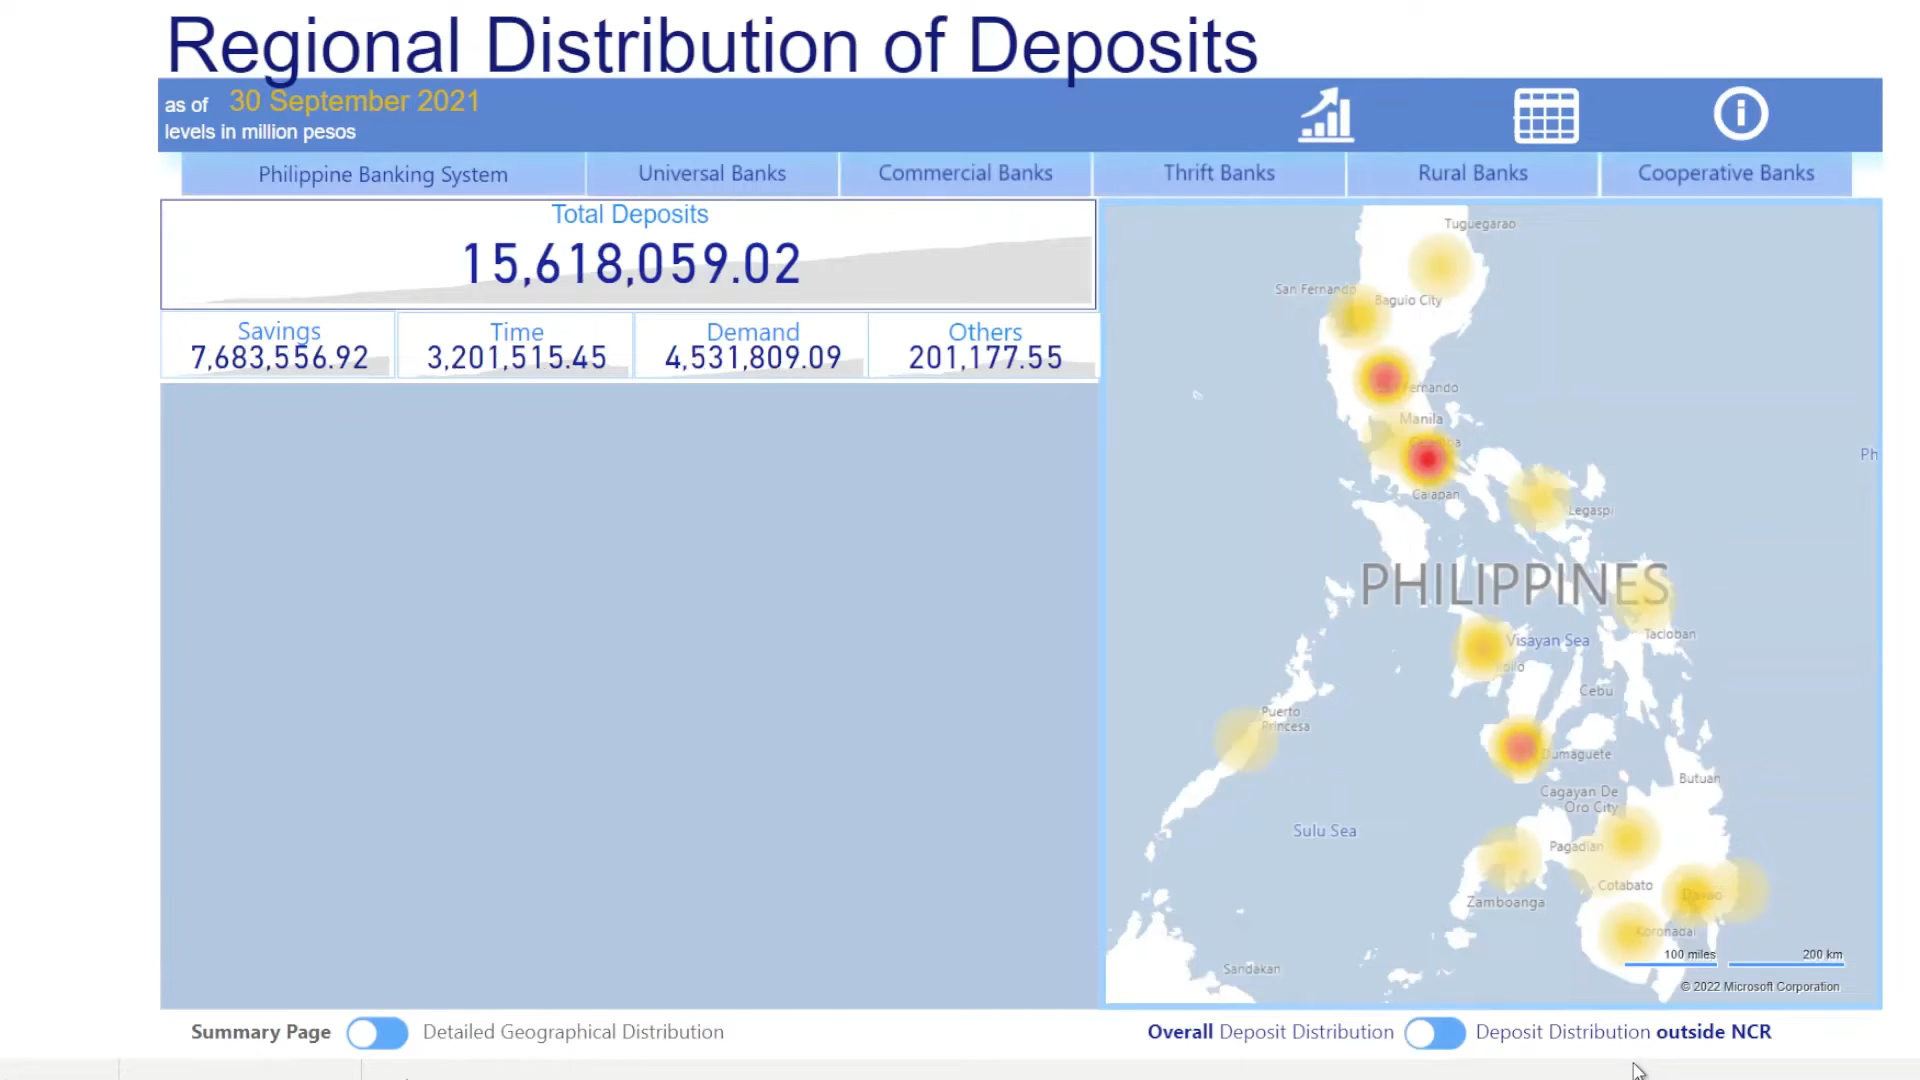 Regional Distribution of Deposits
as of 30 September 2021
levels in million pesos
Philippine Banking System
Universal Banks
Commercial Banks
Thrift Banks
Rural Banks
Cooperative Banks
Total Deposits
15,618,059.02
Savings
7,683,556.92
Time
3,201,515.45
Demand
4,531,809.09
Others
201,177.55
Tuguegarao
San Fernando
Baguio City
Fernando
Manila
Calapan
Legaspi
Ph
PHILIPPINES
Tacloban
Visayan Sea
Cebu
Puerto
Princesa
Dumaguete
Butuan
Cagayan De
Oro City
Sulu Sea
Pagadian
Cotabato
Davao
Zamboanga
Koronadal
Sandakan
100 miles
200 km
© 2022 Microsoft Corporation
Summary Page
Detailed Geographical Distribution
Overall Deposit Distribution
Deposit Distribution outside NCR